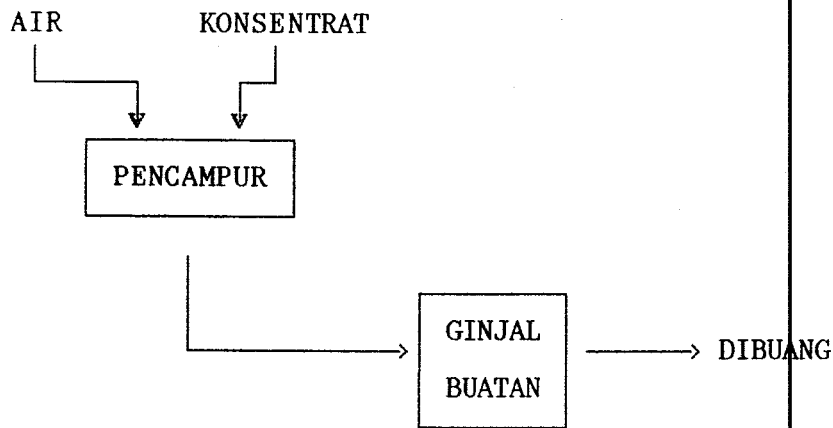 AIR KONSENTRAT
PENCAMPUR
GINJAL
BUATAN
DIBUANG